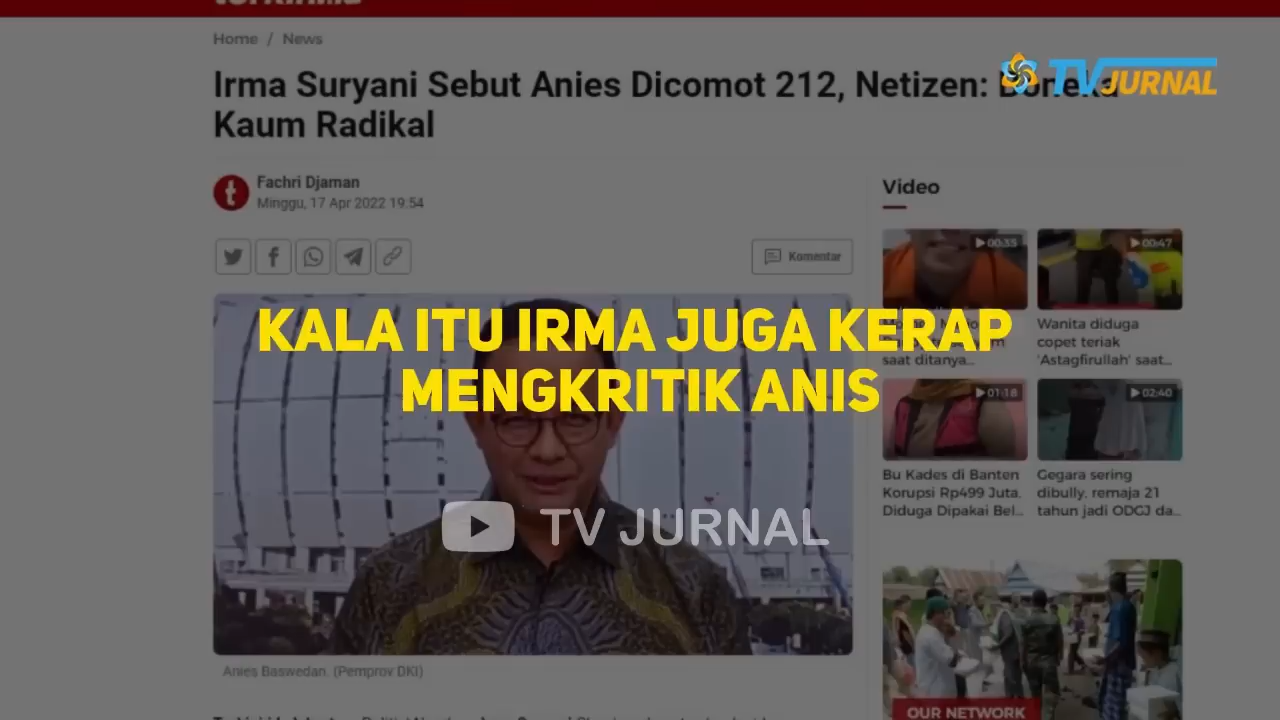 Home / News
TV JURNAL
Irma Suryani Sebut Anies Dicomot 212, Netizen: Boneka
Kaum Radikal
Fachri Djaman
Minggu, 17 Apr 2022 19:54
Komentar
Video
00:35
00:47
saat ditanya...
Wanita diduga
copet teriak
'Astagfirullah' saat...
KALA ITU IRMA JUGA KERAP
MENGKRITIK ANIS
01:18
02:40
Bu Kades di Banten
Korupsi Rp499 Juta,
Diduga Dipakai Bel...
Gegara sering
dibully, remaja 21
tahun jadi ODGJ da...
TV JURNAL
Anies Baswedan. (Pemprov DKI)
OUR NETWORK